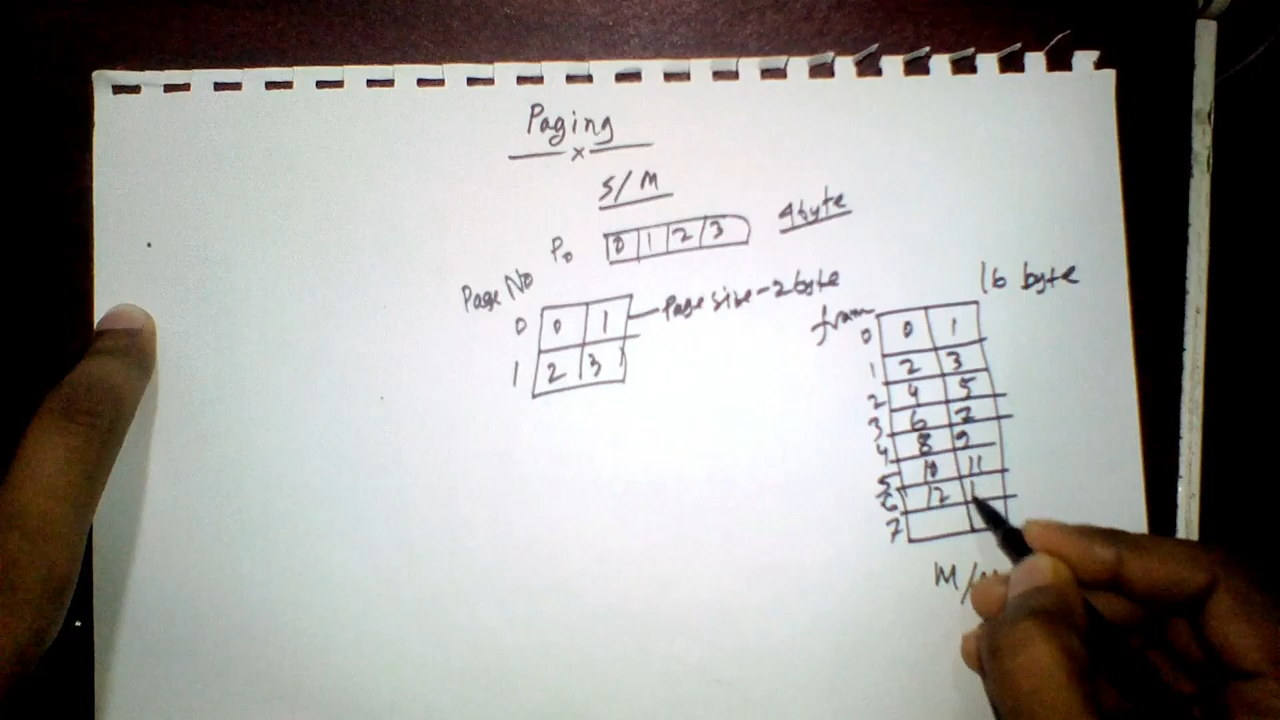 Paging
x
S/M
P0 0 1 2 3 4byte
Page No
0 0 1 Page size-2byte
1 2 3
16 byte
fram
0 0 1
1 2 3
2 4 5
3 6 7
4 8 9
5 10 11
6 12 1
7
M/M